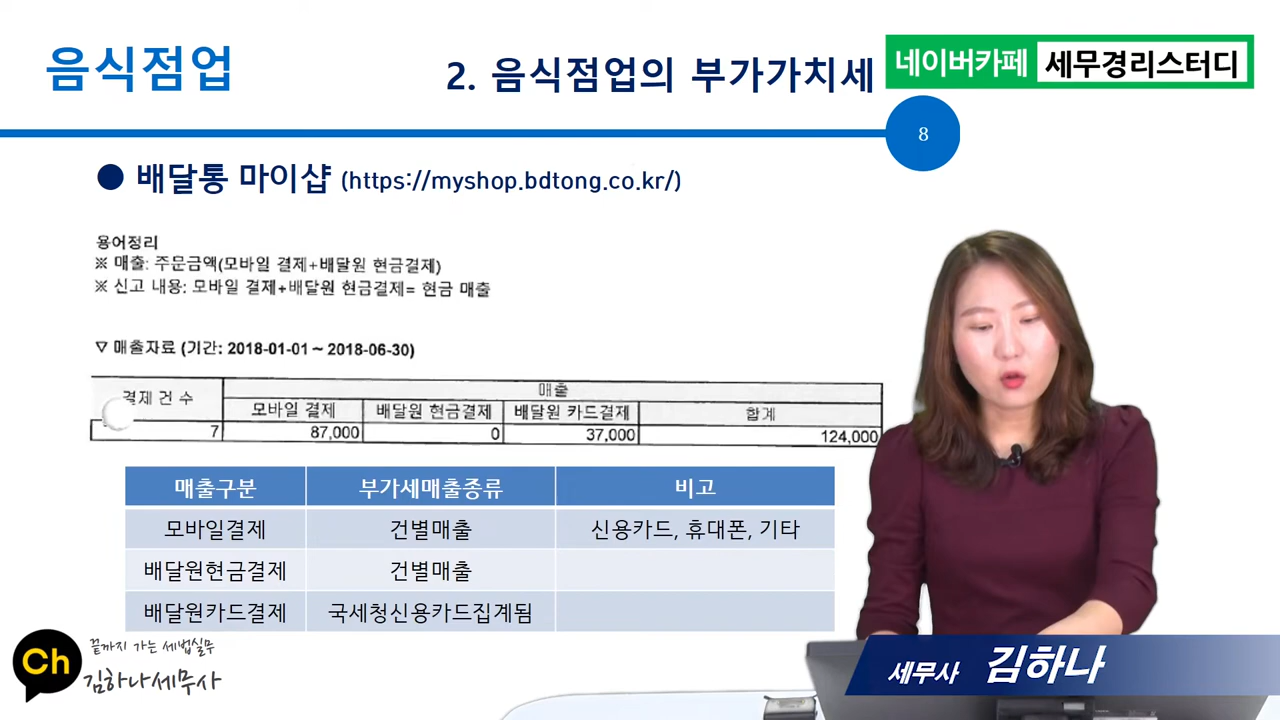 음식점업
2. 음식점업의 부가가치세
네이버카페 세무경리스터디
8
● 배달통 마이샵 (https://myshop.bdtong.co.kr/)
용어정리
※ 매출: 주문금액(모바일 결제+배달원 현금결제)
※ 신고 내용: 모바일 결제+배달원 현금결제= 현금 매출
▽ 매출자료 (기간: 2018-01-01 ~ 2018-06-30)
결제 건 수 매출
모바일 결제 배달원 현금결제 배달원 카드결제 합계
7 87,000 0 37,000 124,000
매출구분 부가세매출종류 비고
모바일결제 건별매출 신용카드, 휴대폰, 기타
배달원현금결제 건별매출
배달원카드결제 국세청신용카드집계됨
Ch 끝까지 가는 세법실무
김하나세무사
세무사 김하나